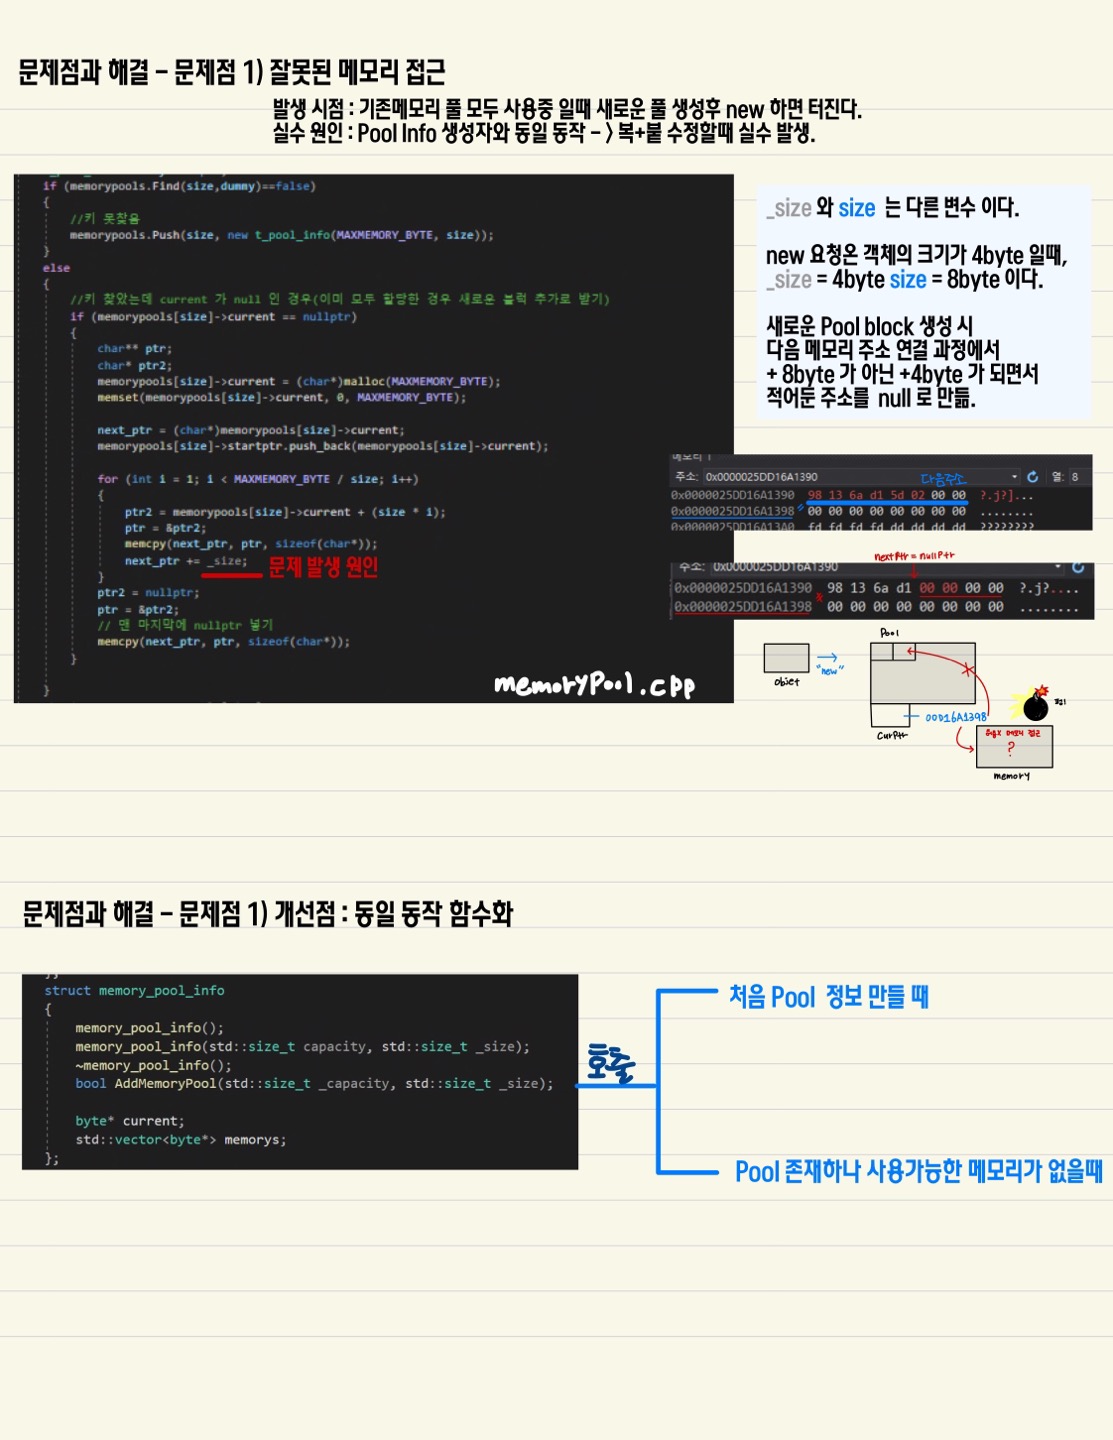 문제점과 해결 - 문제점 1) 잘못된 메모리 접근
발생 시점 : 기존메모리 풀 모두 사용중 일때 새로운 풀 생성후 new 하면 터진다.
실수 원인 : Pool Info 생성자와 동일 동작 -> 복+붙 수정할때 실수 발생.
if (memorypools.Find(size,dummy)==false)
{
//키 못찾음
memorypools.Push(size, new t_pool_info(MAXMEMORY_BYTE, size));
}
else
{
//키 찾았는데 current 가 null 인 경우(이미 모두 할당한 경우 새로운 블럭 추가로 받기)
if (memorypools[size]->current == nullptr)
{
char** ptr;
char* ptr2;
memorypools[size]->current = (char*)malloc(MAXMEMORY_BYTE);
memset(memorypools[size]->current, 0, MAXMEMORY_BYTE);
next_ptr = (char*)memorypools[size]->current;
memorypools[size]->startptr.push_back(memorypools[size]->current);
for (int i = 1; i < MAXMEMORY_BYTE / size; i++)
{
ptr2 = memorypools[size]->current + (size * i);
ptr = &ptr2;
memcpy(next_ptr, ptr, sizeof(char*));
next_ptr += _size; 문제 발생 원인
}
ptr2 = nullptr;
ptr = &ptr2;
// 맨 마지막에 nullptr 넣기
memcpy(next_ptr, ptr, sizeof(char*));
}
}
memoryPool.cpp
_size 와 size 는 다른 변수 이다.
new 요청온 객체의 크기가 4byte 일때,
_size = 4byte size = 8byte 이다.
새로운 Pool block 생성 시
다음 메모리 주소 연결 과정에서
+ 8byte 가 아닌 +4byte 가 되면서
적어둔 주소를 null 로 만듦.
주소: 0x0000025DD16A1390 다음주소 열: 8
0x0000025DD16A1390 98 13 6a d1 5d 02 00 00 ?.j?]...
0x0000025DD16A1398 00 00 00 00 00 00 00 00 ........
0x0000025DD16A13A0 fd fd fd fd dd dd dd dd ????????
nextPtr = nullptr
주소: 0x0000025DD16A1390
0x0000025DD16A1390 98 13 6a d1 00 00 00 00 ?.j?....
0x0000025DD16A1398 00 00 00 00 00 00 00 00 ........
Pool
"new"
Objet
00D16A1398
CurPtr
?
memory
문제점과 해결 - 문제점 1) 개선점 : 동일 동작 함수화
struct memory_pool_info
{
memory_pool_info();
memory_pool_info(std::size_t capacity, std::size_t _size);
~memory_pool_info();
bool AddMemoryPool(std::size_t _capacity, std::size_t _size);
byte* current;
std::vector<byte*> memorys;
};
호출
처음 Pool 정보 만들 때
Pool 존재하나 사용가능한 메모리가 없을때